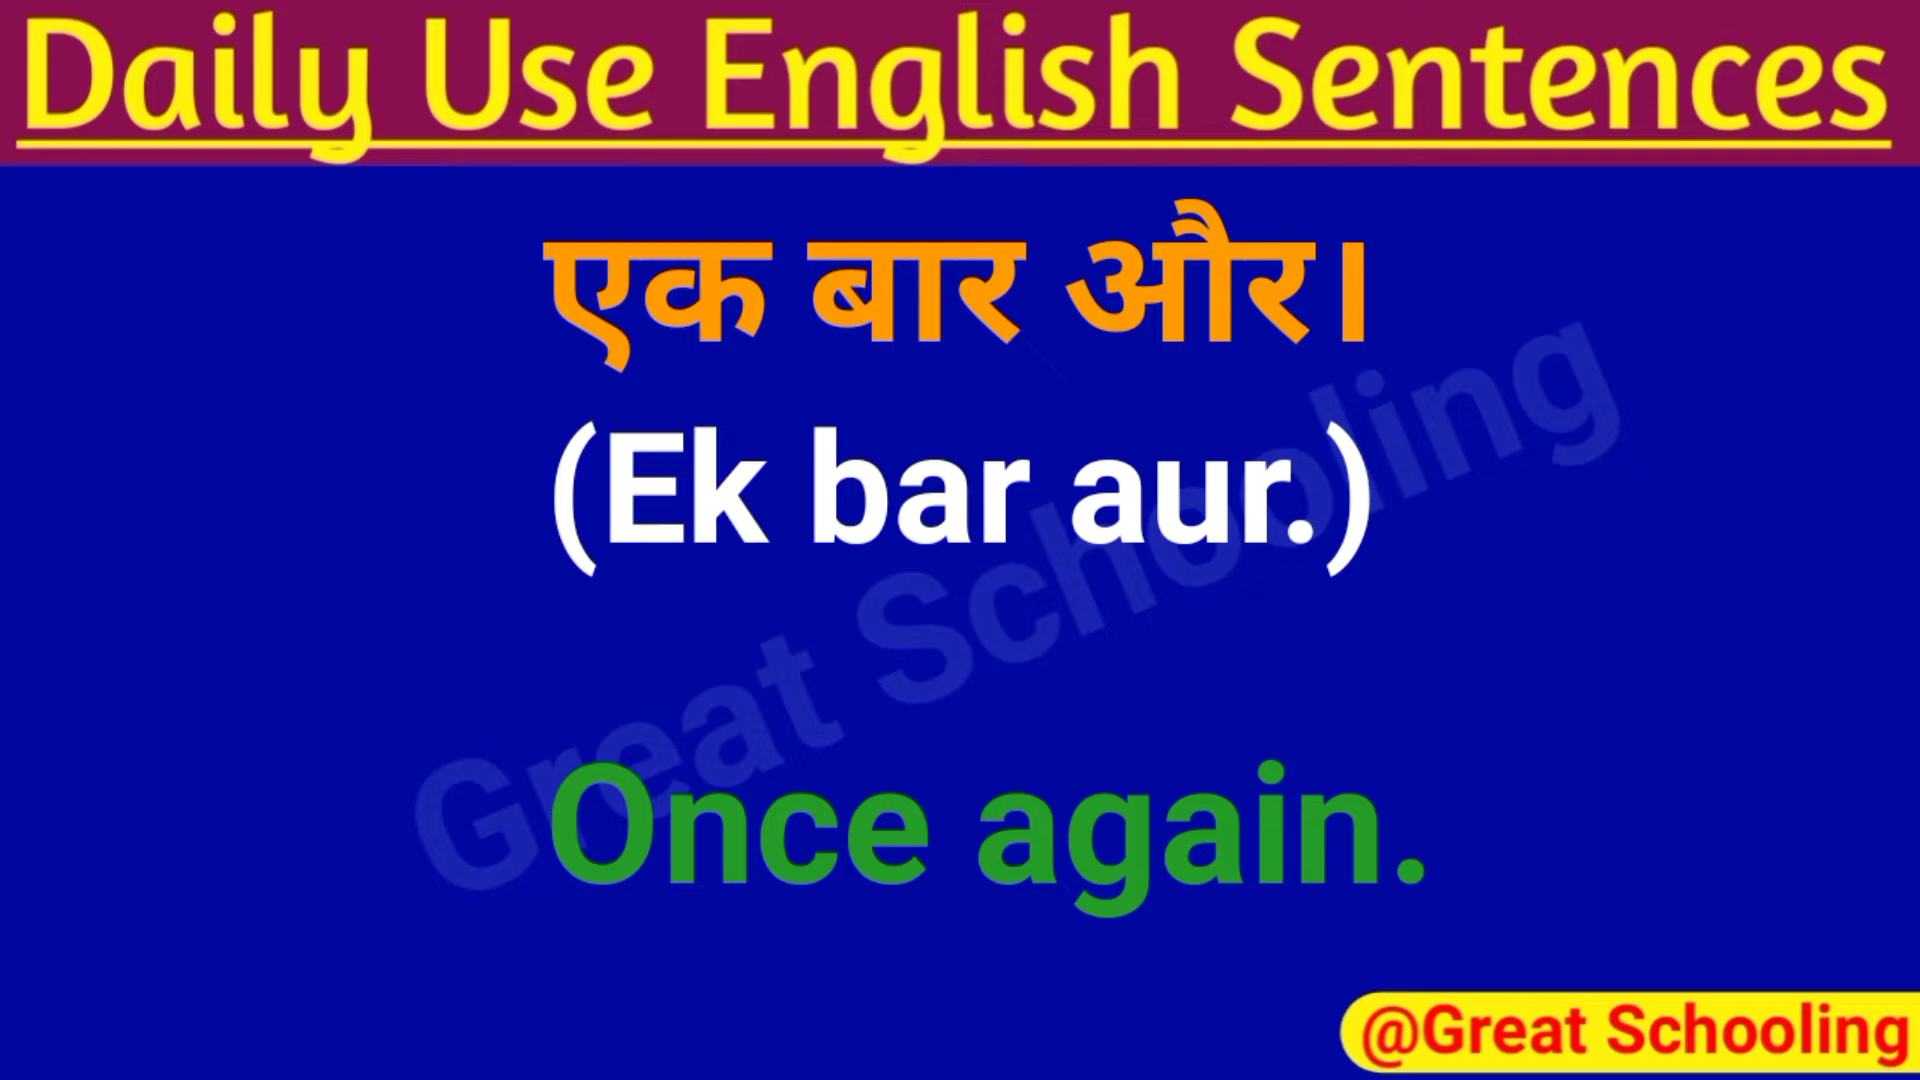 Daily Use English Sentences
एक बार और।
(Ek bar aur.)
Great Schooling
Once again.
@Great Schooling